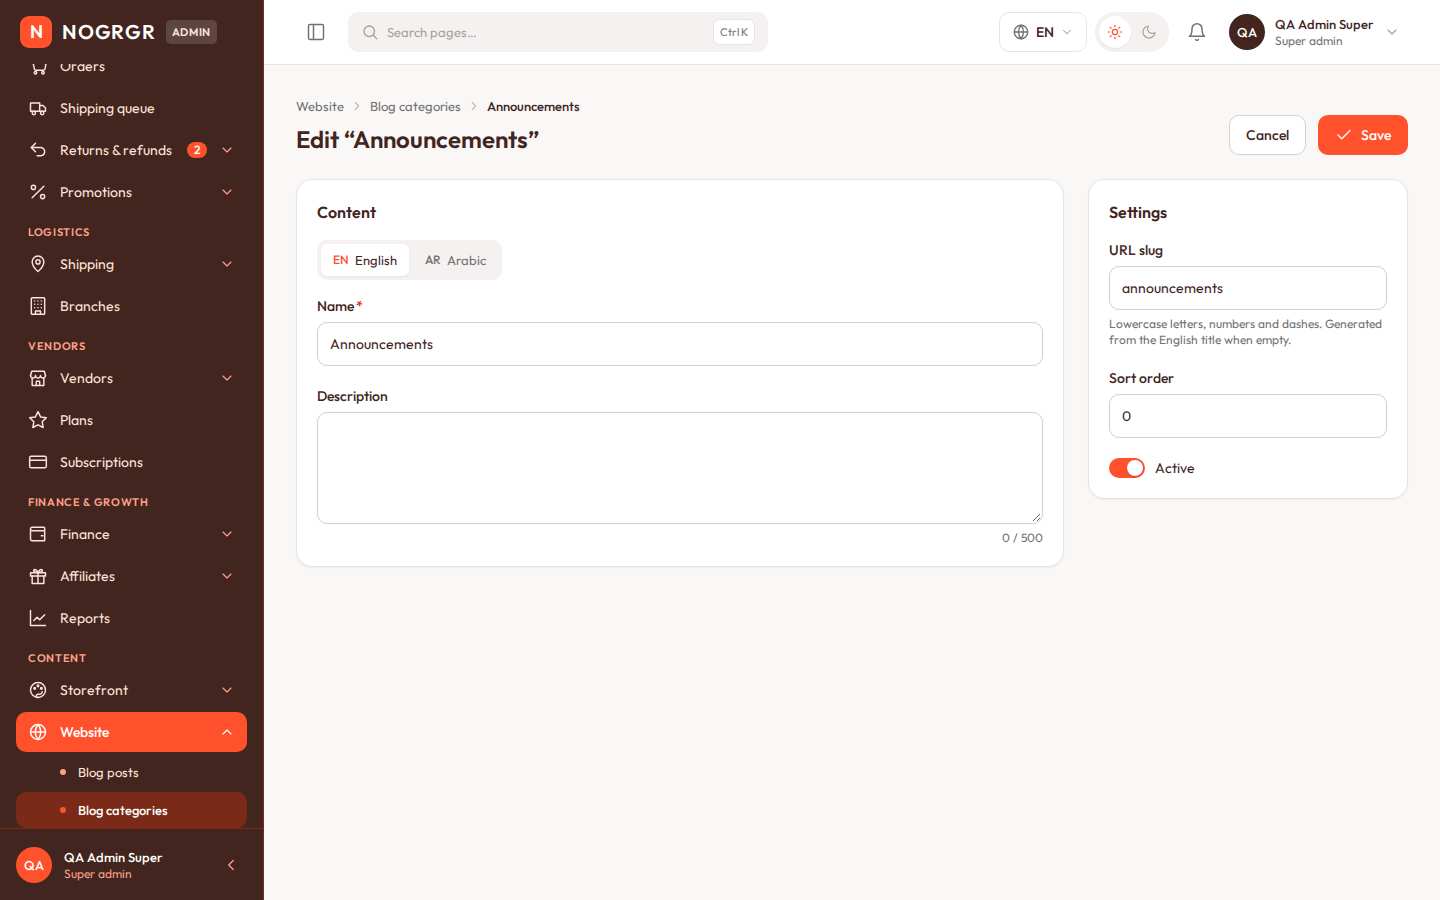 N NOGRGR ADMIN
Orders
Shipping queue
Returns & refunds 2
Promotions
LOGISTICS
Shipping
Branches
VENDORS
Vendors
Plans
Subscriptions
FINANCE & GROWTH
Finance
Affiliates
Reports
CONTENT
Storefront
Website
Blog posts
Blog categories
QA QA Admin Super
Super admin
Search pages... Ctrl K
EN
QA QA Admin Super
Super admin
Website Blog categories Announcements
Edit “Announcements”
Cancel Save
Content
EN English AR Arabic
Name *
Announcements
Description
0 / 500
Settings
URL slug
announcements
Lowercase letters, numbers and dashes. Generated
from the English title when empty.
Sort order
0
Active